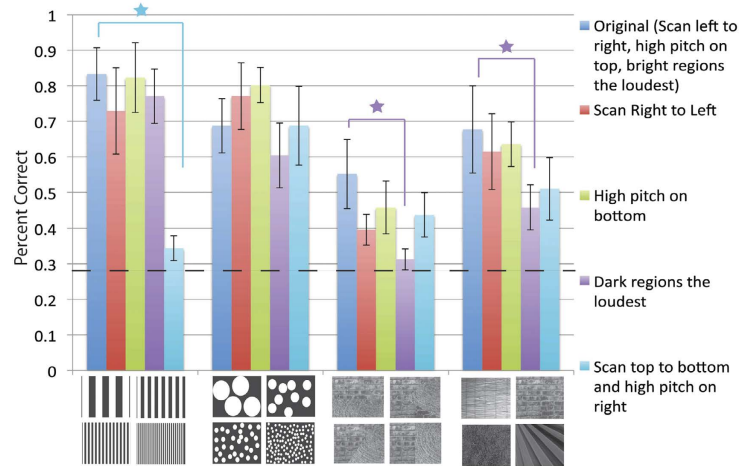 1
0.9
0.8
0.7
0.6
0.5
0.4
0.3
0.2
0.1
0
Percent Correct
Original (Scan left to
right, high pitch on
top, bright regions
the loudest)
Scan Right to Left
High pitch on
bottom
Dark regions the
loudest
Scan top to bottom
and high pitch on
right